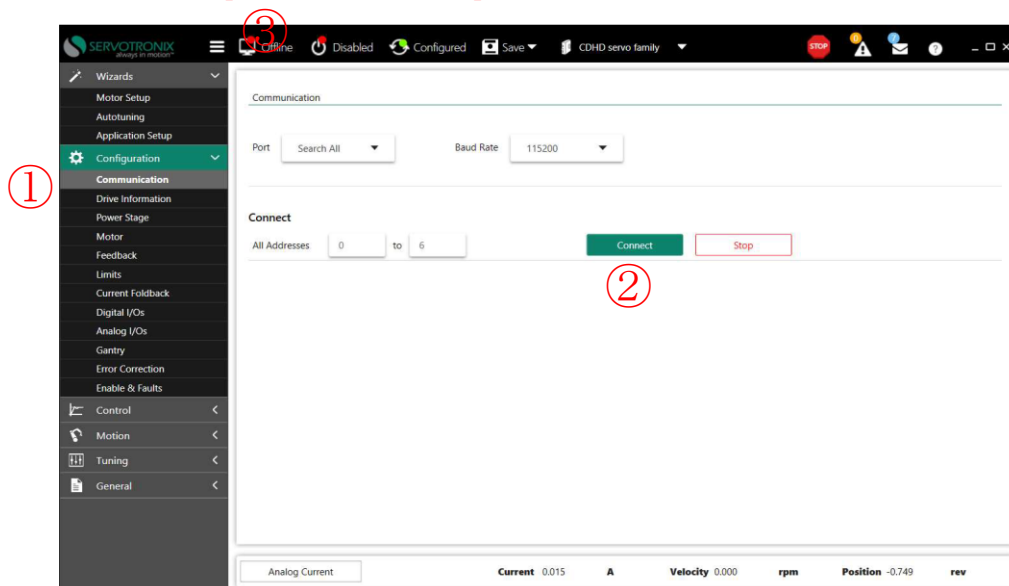 ③
SERVOTRONIX
always in motion™
Offline Disabled Configured Save CDHD servo family STOP 0 7 ?
Wizards
Motor Setup
Autotuning
Application Setup
Configuration
① Communication
Drive Information
Power Stage
Motor
Feedback
Limits
Current Foldback
Digital I/Os
Analog I/Os
Gantry
Error Correction
Enable & Faults
Control
Motion
Tuning
General
Communication
Port Search All Baud Rate 115200
Connect
All Addresses 0 to 6 Connect Stop
②
Analog Current Current 0.015 A Velocity 0.000 rpm Position -0.749 rev